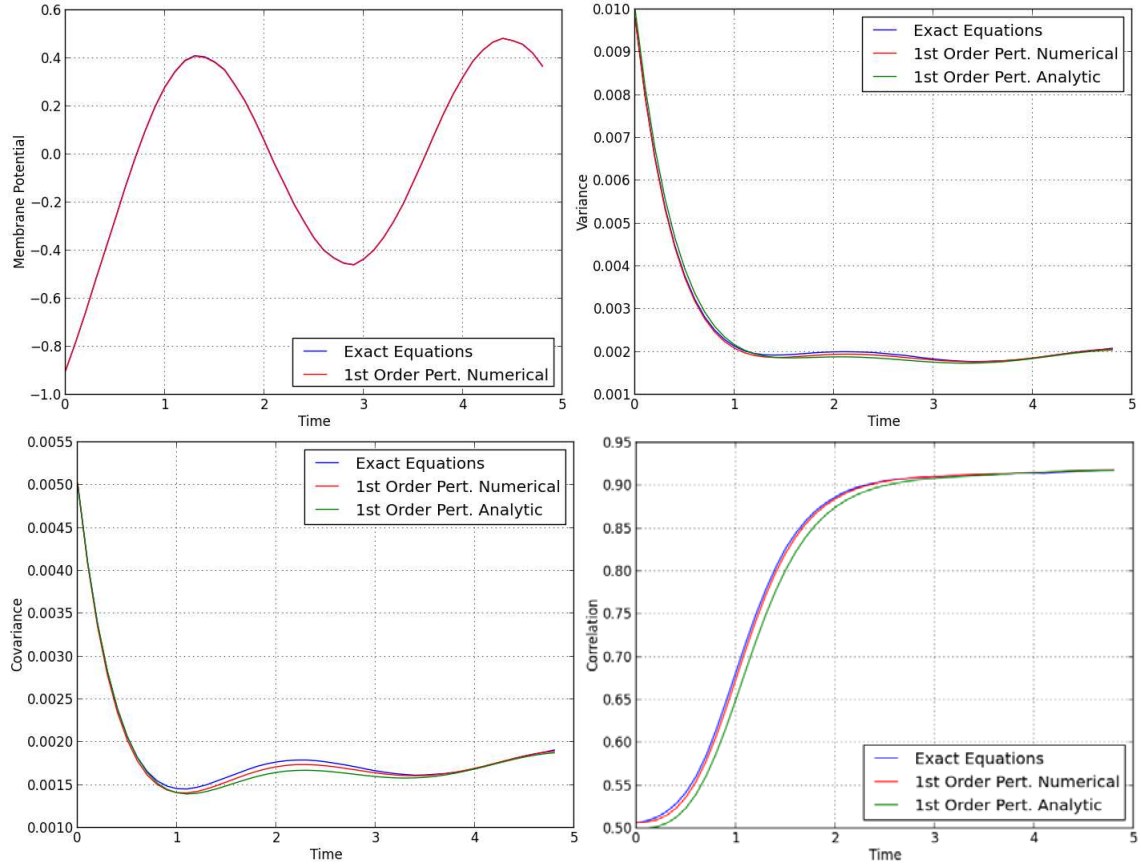 0.6
0.4
0.2
0.0
−0.2
−0.4
−0.6
−0.8
−1.0
Membrane Potential
Exact Equations
1st Order Pert. Numerical
0 1 2 3 4 5
Time
0.010
0.009
0.008
0.007
0.006
0.005
0.004
0.003
0.002
0.001
Variance
Exact Equations
1st Order Pert. Numerical
1st Order Pert. Analytic
0 1 2 3 4 5
Time
0.0055
0.0050
0.0045
0.0040
0.0035
0.0030
0.0025
0.0020
0.0015
0.0010
Covariance
Exact Equations
1st Order Pert. Numerical
1st Order Pert. Analytic
0 1 2 3 4 5
Time
0.95
0.90
0.85
0.80
0.75
0.70
0.65
0.60
0.55
0.50
Correlation
Exact Equations
1st Order Pert. Numerical
1st Order Pert. Analytic
0 1 2 3 4 5
Time